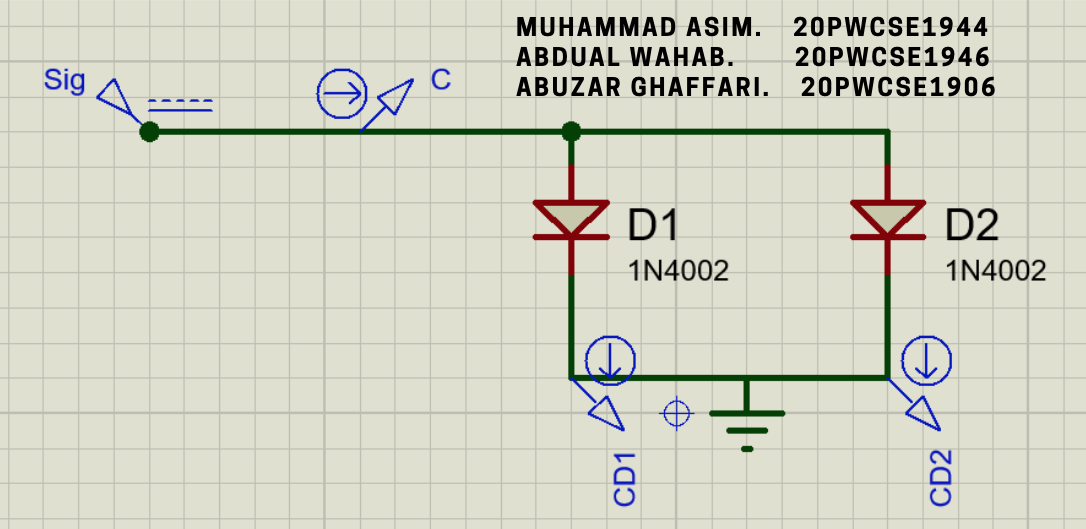 MUHAMMAD ASIM. 20PWCSE1944
ABDUAL WAHAB. 20PWCSE1946
ABUZAR GHAFFARI. 20PWCSE1906
Sig
C
D1
1N4002
D2
1N4002
CD1
CD2